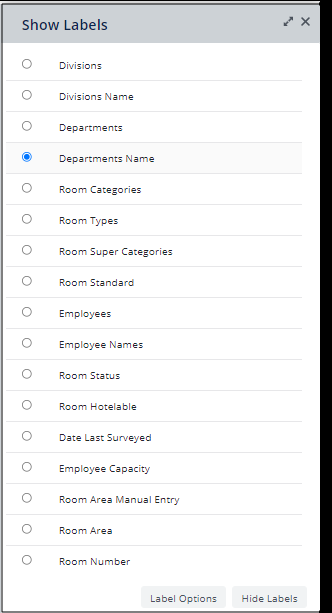 Show Labels
Divisions
Divisions Name
Departments
Departments Name
Room Categories
Room Types
Room Super Categories
Room Standard
Employees
Employee Names
Room Status
Room Hotelable
Date Last Surveyed
Employee Capacity
Room Area Manual Entry
Room Area
Room Number
Label Options Hide Labels